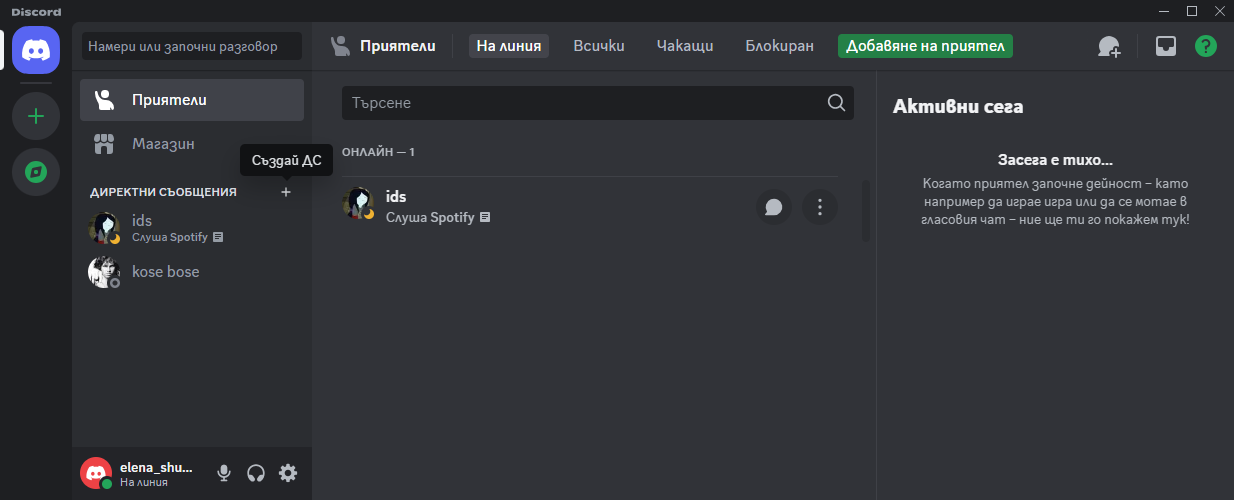 Discord
Намери или започни разговор
Приятели
На линия
Всички
Чакащи
Блокиран
Добавяне на приятел
Приятели
Магазин
Създай ДС
ДИРЕКТНИ СЪОБЩЕНИЯ
ids
Слуша Spotify
kose bose
elena_shu...
На линия
Търсене
ОНЛАЙН — 1
ids
Слуша Spotify
Активни сега
Засега е тихо...
Когато приятел започне дейност – като
например да играе игра или да се мотае в
гласовия чат – ние ще ти го покажем тук!